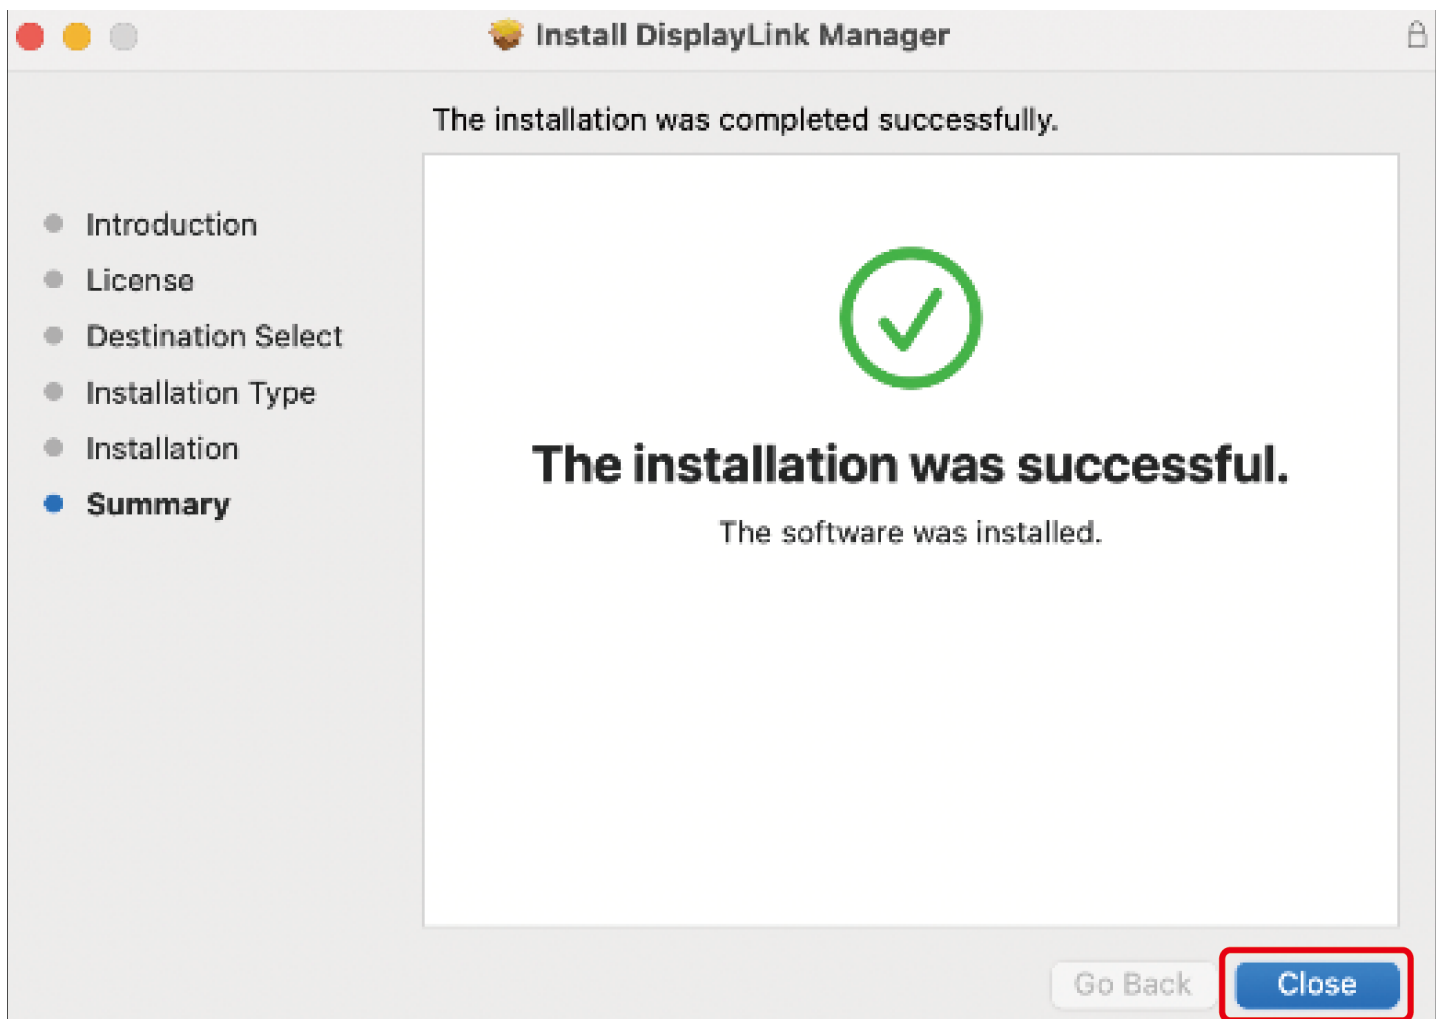 Install DisplayLink Manager
The installation was completed successfully.
Introduction
License
Destination Select
Installation Type
Installation
Summary
The installation was successful.
The software was installed.
Go Back
Close